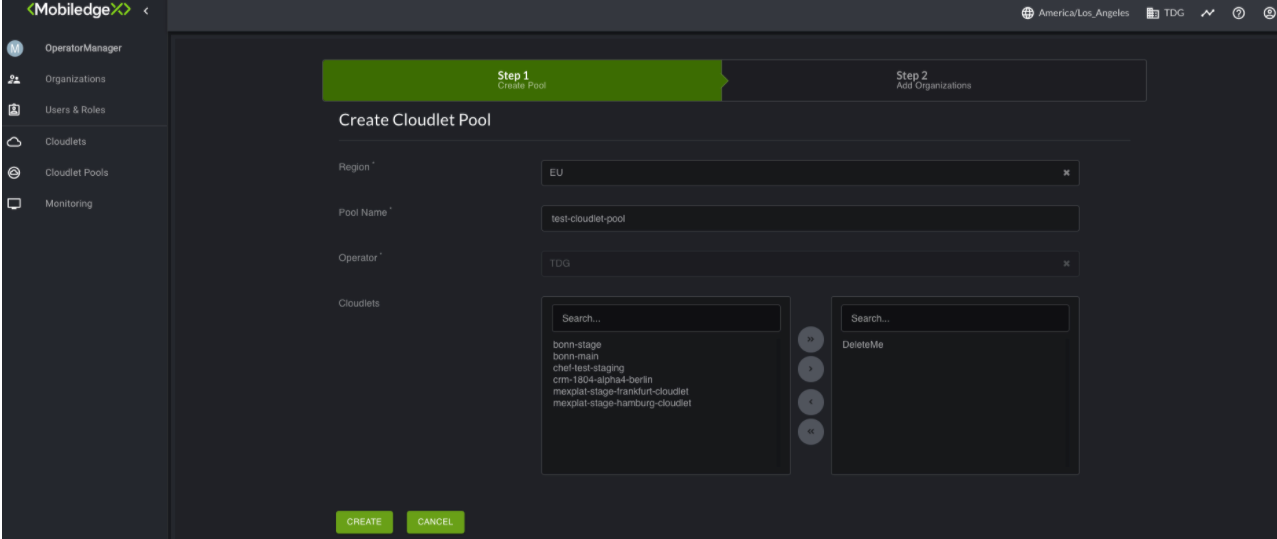 <MobiledgeX>
America/Los_Angeles
TDG
M
OperatorManager
Organizations
Users & Roles
Cloudlets
Cloudlet Pools
Monitoring
Step 1
Create Pool
Step 2
Add Organizations
Create Cloudlet Pool
Region *
EU
Pool Name *
test-cloudlet-pool
Operator *
TDG
Cloudlets
Search...
bonn-stage
bonn-main
chef-test-staging
crm-1804-alpha4-berlin
mexplat-stage-frankfurt-cloudlet
mexplat-stage-hamburg-cloudlet
Search...
DeleteMe
CREATE
CANCEL